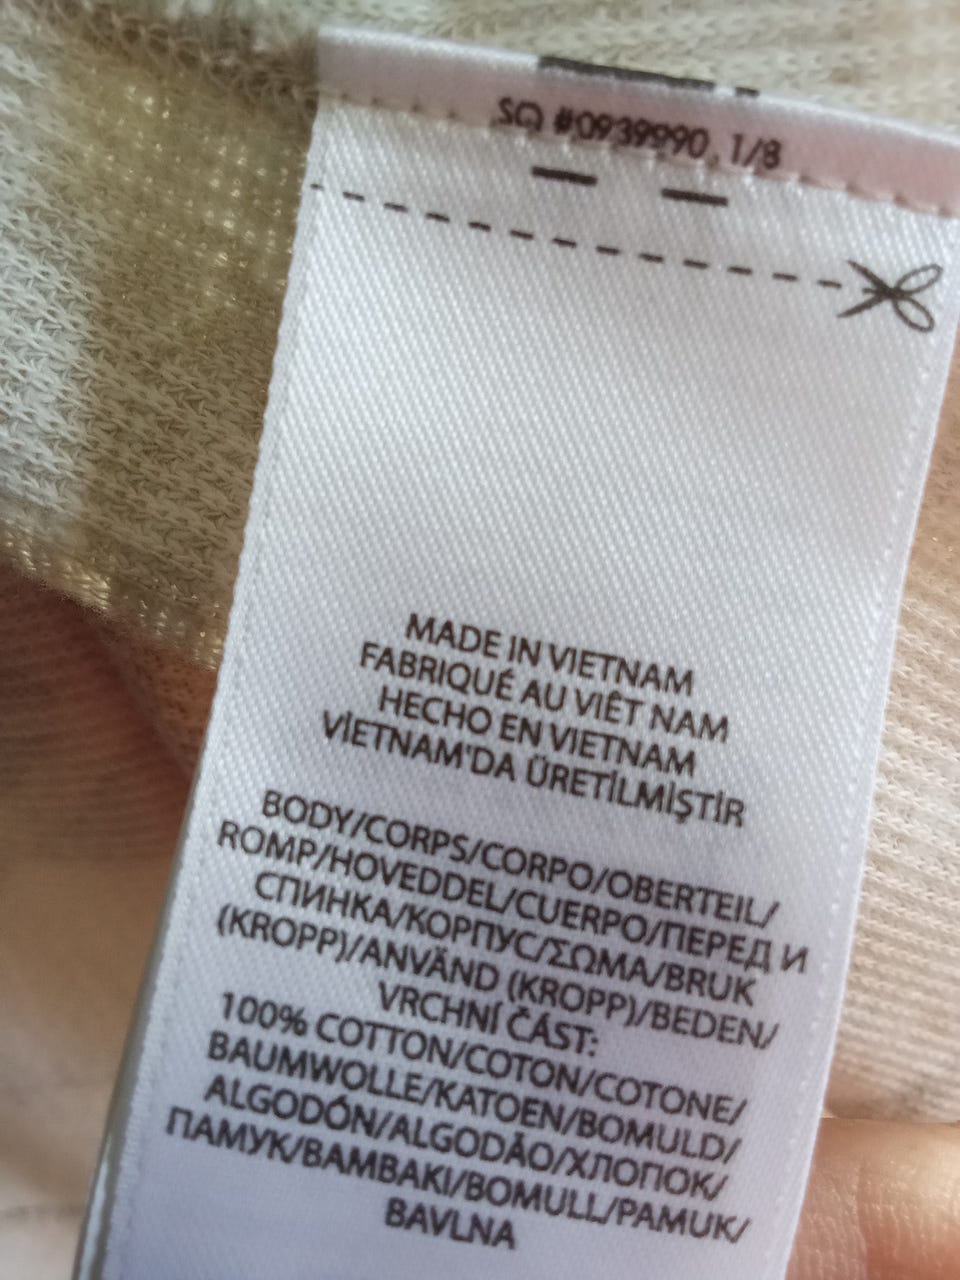 SQ #0939990 1/8
MADE IN VIETNAM
FABRIQUÉ AU VIÊT NAM
HECHO EN VIETNAM
VİETNAM'DA ÜRETİLMİŞTİR
BODY/CORPS/CORPO/OBERTEIL/
ROMP/HOVEDDEL/CUERPO/ПЕРЕД И
СПИНКА/КОРПУС/ΣΩΜΑ/BRUK
(KROPP)/ANVÄND (KROPP)/BEDEN/
VRCHNÍ ČÁST:
100% COTTON/COTON/COTONE/
BAUMWOLLE/KATOEN/BOMULD/
ALGODÓN/ALGODÃO/ХЛОПОК/
ПАМУК/ΒΑΜΒΑΚΙ/BOMULL/PAMUK/
BAVLNA